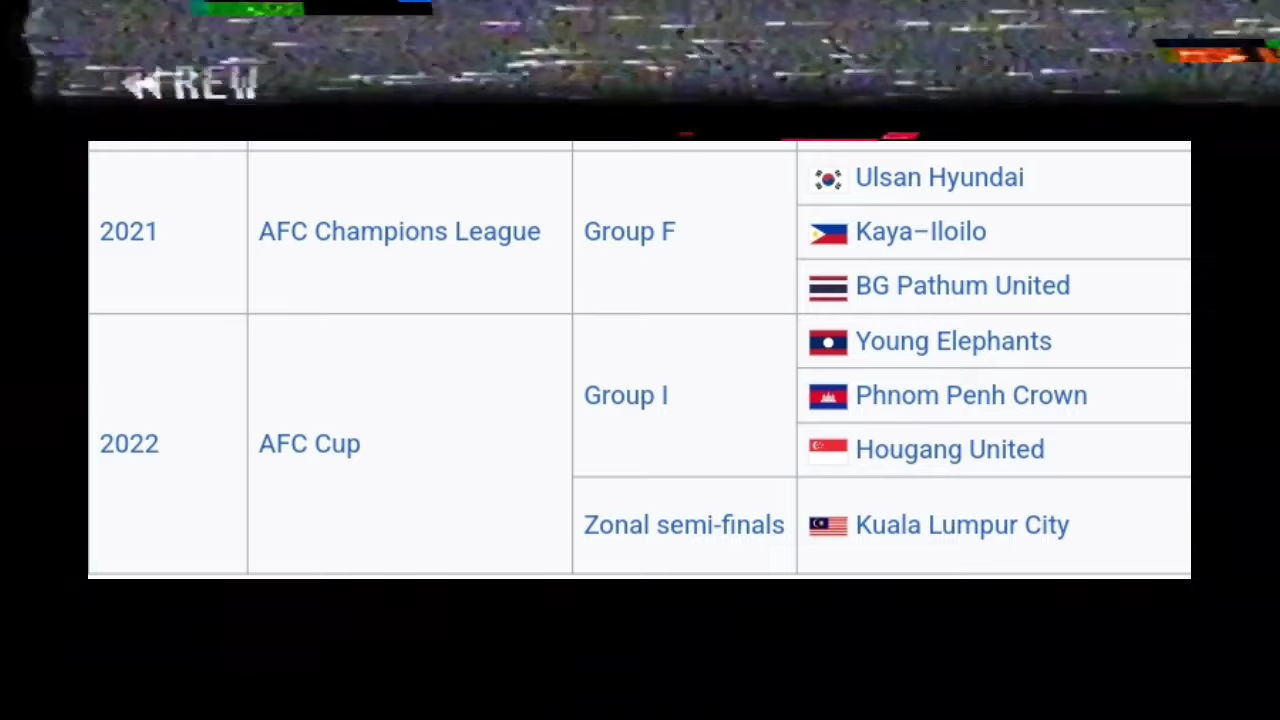 REW
Ulsan Hyundai
2021 AFC Champions League Group F Kaya–Iloilo
BG Pathum United
Young Elephants
Group I Phnom Penh Crown
2022 AFC Cup
Hougang United
Zonal semi-finals Kuala Lumpur City